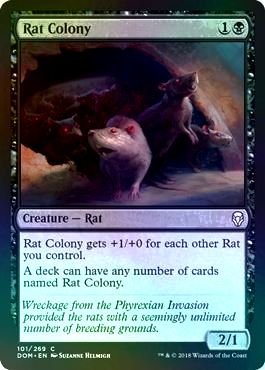 Rat Colony 1
Creature — Rat
Rat Colony gets +1/+0 for each other Rat
you control.
A deck can have any number of cards
named Rat Colony.
Wreckage from the Phyrexian Invasion
provided the rats with a seemingly unlimited
number of breeding grounds.
2/1
101/269 C
DOM • EN Suzanne Helmigh
™ & © 2018 Wizards of the Coast